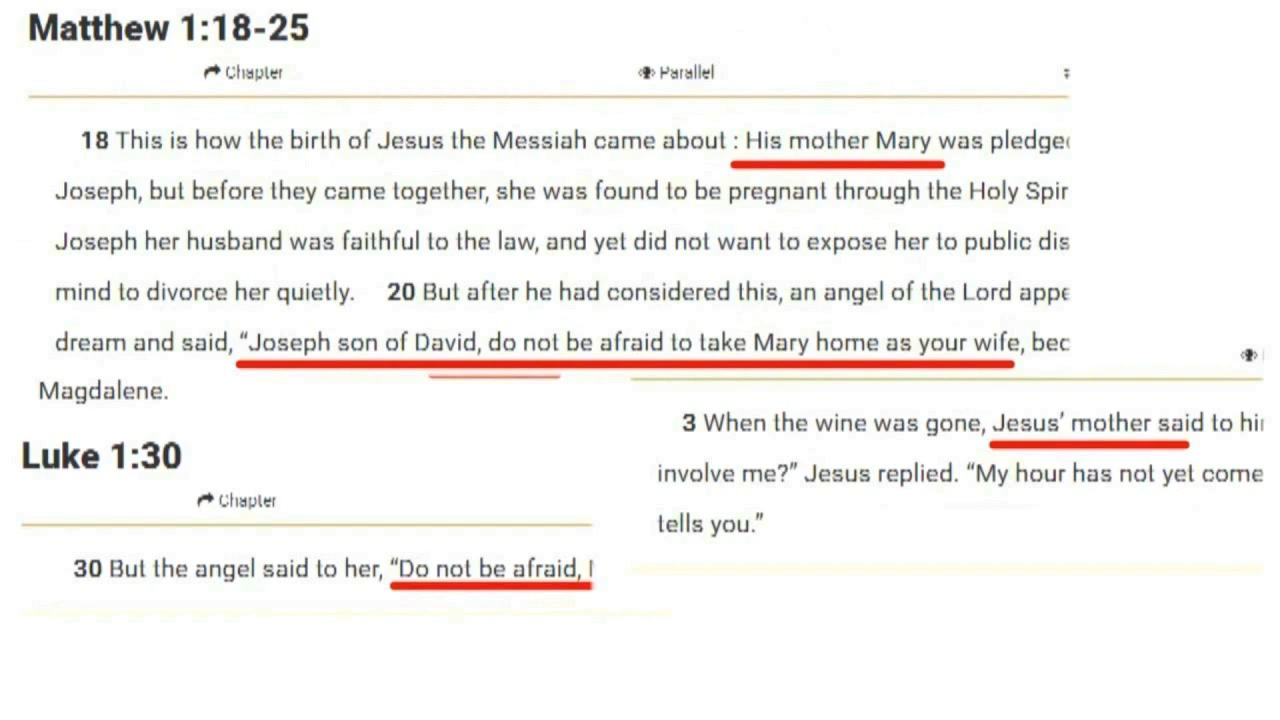 Matthew 1:18-25
Chapter
Parallel
18 This is how the birth of Jesus the Messiah came about : His mother Mary was
Joseph, but before they came together, she was found to be pregnant through the Holy
Joseph her husband was faithful to the law, and yet did not want to expose her to public
mind to divorce her quietly. 20 But after he had considered this, an angel of the Lord
dream and said, “Joseph son of David, do not be afraid to take Mary home as your wife,
Magdalene.
Luke 1:30
Chapter
30 But the angel said to her, “Do not be afraid,
3 When the wine was gone, Jesus’ mother said to
involve me?” Jesus replied. “My hour has not yet come
tells you.”